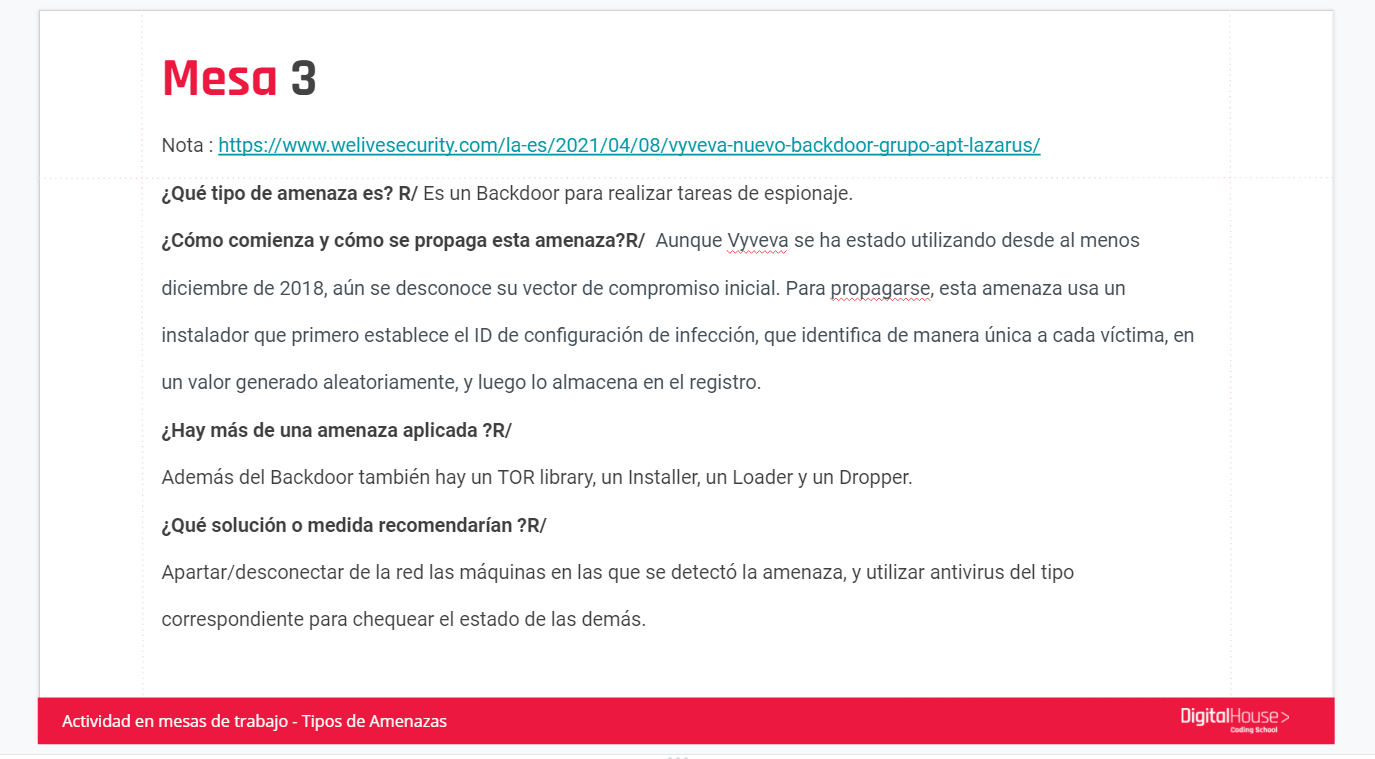 Mesa 3
Nota : https://www.welivesecurity.com/la-es/2021/04/08/vyveva-nuevo-backdoor-grupo-apt-lazarus/
¿Qué tipo de amenaza es? R/ Es un Backdoor para realizar tareas de espionaje.
¿Cómo comienza y cómo se propaga esta amenaza?R/ Aunque Vyveva se ha estado utilizando desde al menos
diciembre de 2018, aún se desconoce su vector de compromiso inicial. Para propagarse, esta amenaza usa un
instalador que primero establece el ID de configuración de infección, que identifica de manera única a cada víctima, en
un valor generado aleatoriamente, y luego lo almacena en el registro.
¿Hay más de una amenaza aplicada ?R/
Además del Backdoor también hay un TOR library, un Installer, un Loader y un Dropper.
¿Qué solución o medida recomendarían ?R/
Apartar/desconectar de la red las máquinas en las que se detectó la amenaza, y utilizar antivirus del tipo
correspondiente para chequear el estado de las demás.
Actividad en mesas de trabajo - Tipos de Amenazas
DigitalHouse>
Coding School